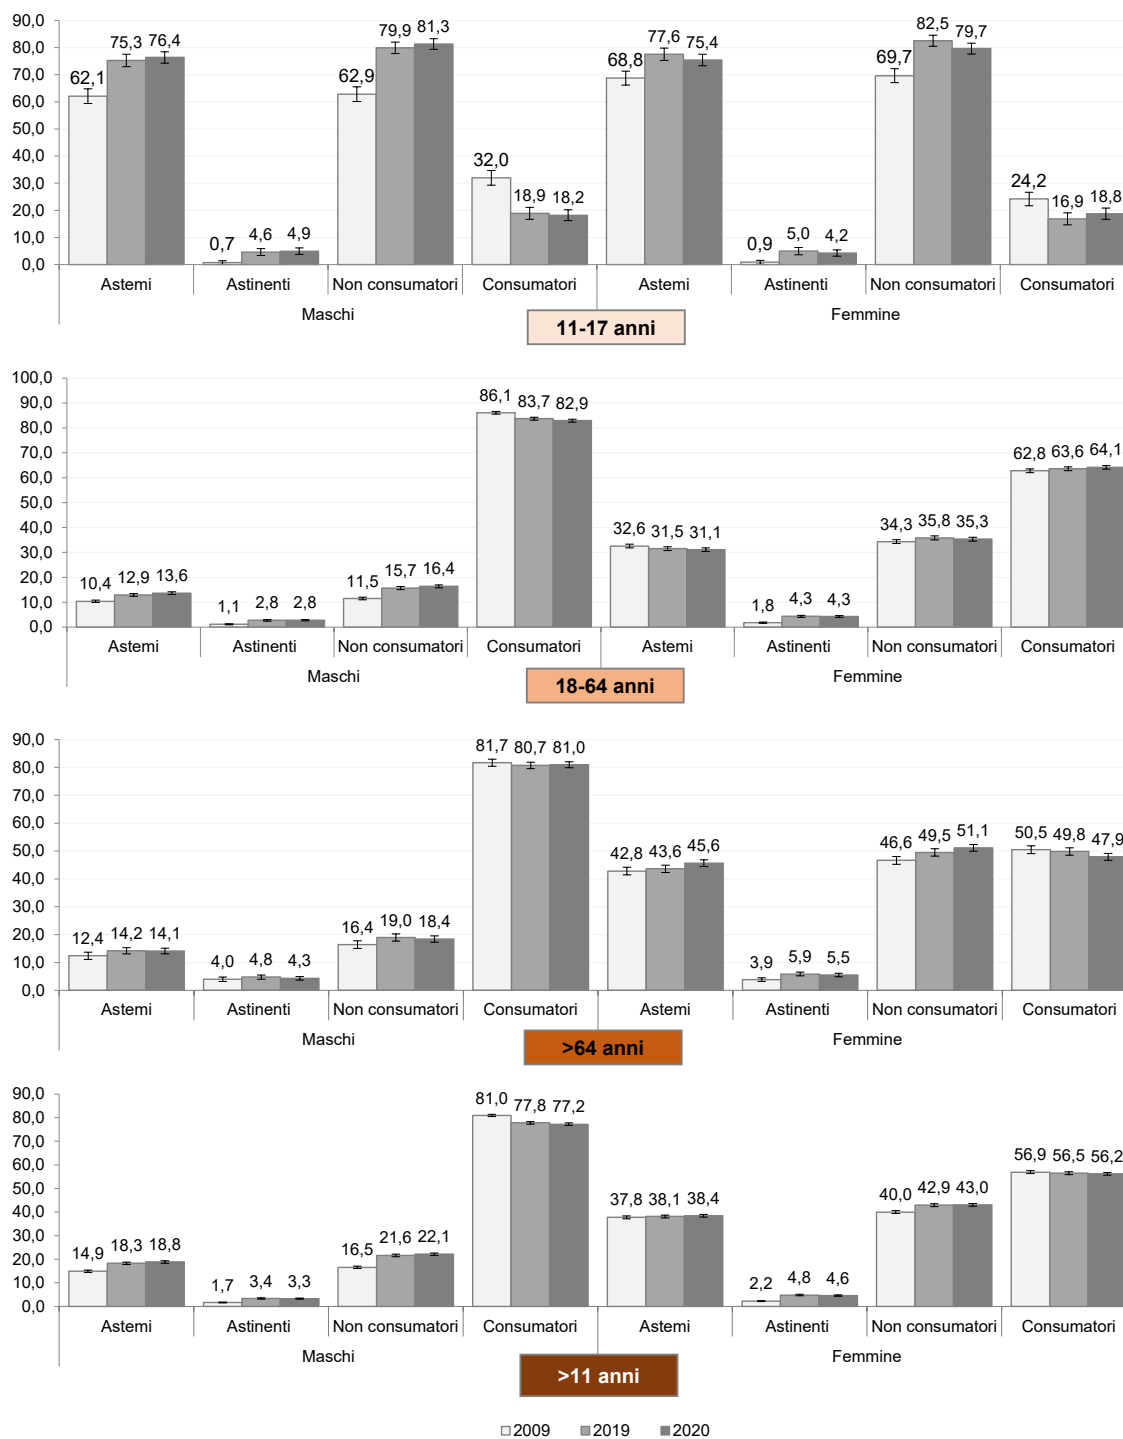 90,0
80,0
70,0
60,0
50,0
40,0
30,0
20,0
10,0
0,0
62,1 75,3 76,4 0,7 4,6 4,9 62,9 79,9 81,3 32,0 18,9 18,2 68,8 77,6 75,4 0,9 5,0 4,2 69,7 82,5 79,7 24,2 16,9 18,8
Astemi Astinenti Non consumatori Consumatori Astemi Astinenti Non consumatori Consumatori
Maschi Femmine
11-17 anni
100,0
90,0
80,0
70,0
60,0
50,0
40,0
30,0
20,0
10,0
0,0
10,4 12,9 13,6 1,1 2,8 2,8 11,5 15,7 16,4 86,1 83,7 82,9 32,6 31,5 31,1 1,8 4,3 4,3 34,3 35,8 35,3 62,8 63,6 64,1
Astemi Astinenti Non consumatori Consumatori Astemi Astinenti Non consumatori Consumatori
Maschi Femmine
18-64 anni
90,0
80,0
70,0
60,0
50,0
40,0
30,0
20,0
10,0
0,0
12,4 14,2 14,1 4,0 4,8 4,3 16,4 19,0 18,4 81,7 80,7 81,0 42,8 43,6 45,6 3,9 5,9 5,5 46,6 49,5 51,1 50,5 49,8 47,9
Astemi Astinenti Non consumatori Consumatori Astemi Astinenti Non consumatori Consumatori
Maschi Femmine
>64 anni
90,0
80,0
70,0
60,0
50,0
40,0
30,0
20,0
10,0
0,0
14,9 18,3 18,8 1,7 3,4 3,3 16,5 21,6 22,1 81,0 77,8 77,2 37,8 38,1 38,4 2,2 4,8 4,6 40,0 42,9 43,0 56,9 56,5 56,2
Astemi Astinenti Non consumatori Consumatori Astemi Astinenti Non consumatori Consumatori
Maschi Femmine
>11 anni
2009 2019 2020